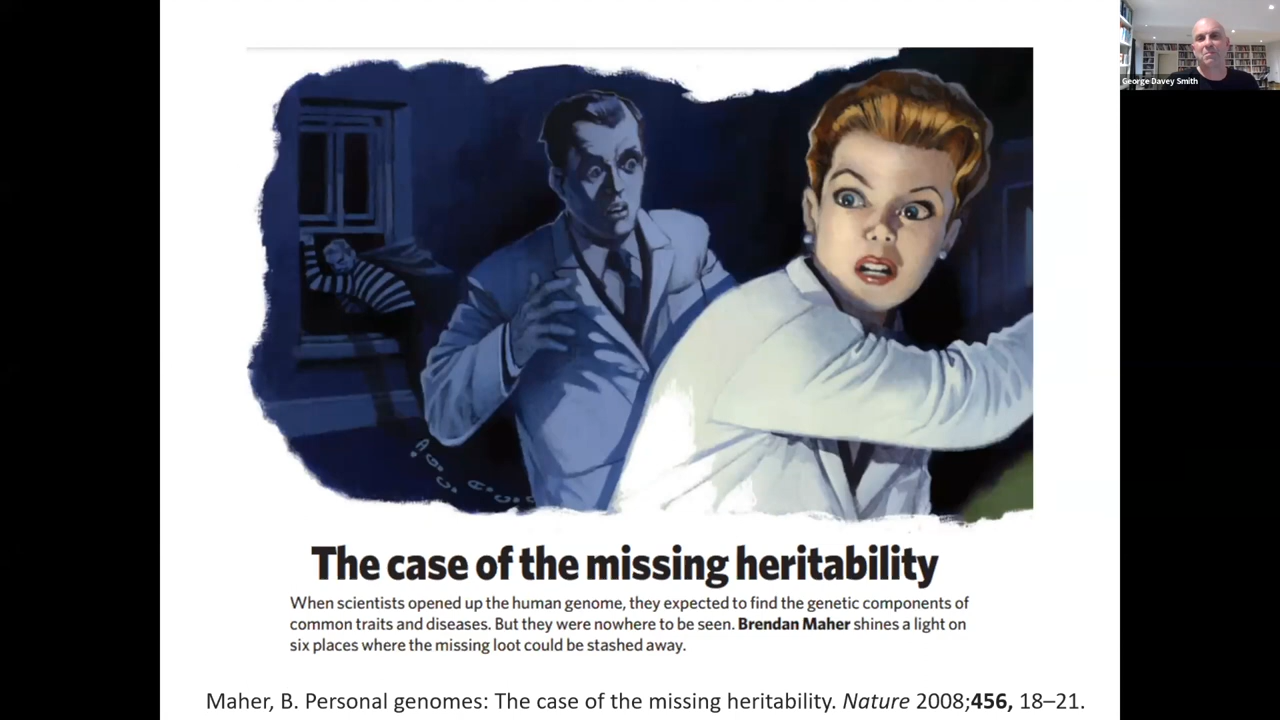 George Davey Smith
The case of the missing heritability
When scientists opened up the human genome, they expected to find the genetic components of
common traits and diseases. But they were nowhere to be seen. Brendan Maher shines a light on
six places where the missing loot could be stashed away.
Maher, B. Personal genomes: The case of the missing heritability. Nature 2008;456, 18–21.